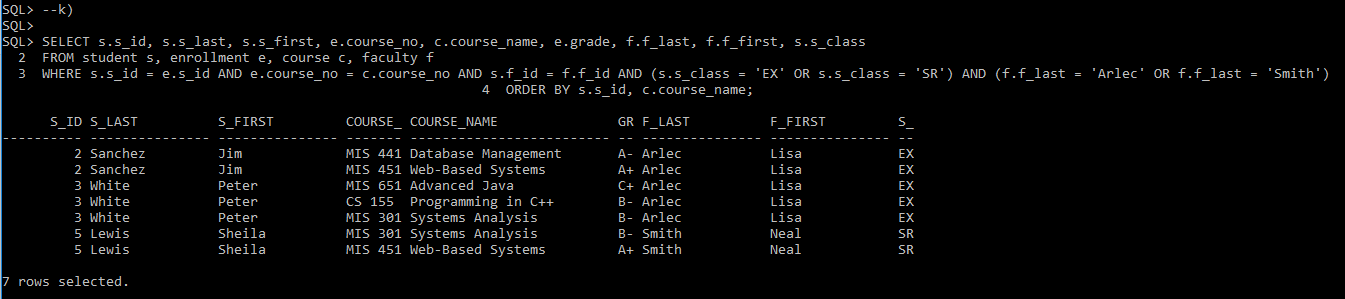 SQL> --k)
SQL>
SQL> SELECT s.s_id, s.s_last, s.s_first, e.course_no, c.course_name, e.grade, f.f_last, f.f_first, s.s_class
  2  FROM student s, enrollment e, course c, faculty f
  3  WHERE s.s_id = e.s_id AND e.course_no = c.course_no AND s.f_id = f.f_id AND (s.s_class = 'EX' OR s.s_class = 'SR') AND (f.f_last = 'Arlec' OR f.f_last = 'Smith')
  4  ORDER BY s.s_id, c.course_name;
      S_ID S_LAST          S_FIRST         COURSE_ COURSE_NAME               GR F_LAST          F_FIRST         S_
---------- --------------- --------------- ------- ------------------------- -- --------------- --------------- --
         2 Sanchez         Jim             MIS 441 Database Management       A- Arlec           Lisa            EX
         2 Sanchez         Jim             MIS 451 Web-Based Systems         A+ Arlec           Lisa            EX
         3 White           Peter           MIS 651 Advanced Java             C+ Arlec           Lisa            EX
         3 White           Peter           CS 155  Programming in C++        B- Arlec           Lisa            EX
         3 White           Peter           MIS 301 Systems Analysis          B- Arlec           Lisa            EX
         5 Lewis           Sheila          MIS 301 Systems Analysis          B- Smith           Neal            SR
         5 Lewis           Sheila          MIS 451 Web-Based Systems         A+ Smith           Neal            SR
7 rows selected.